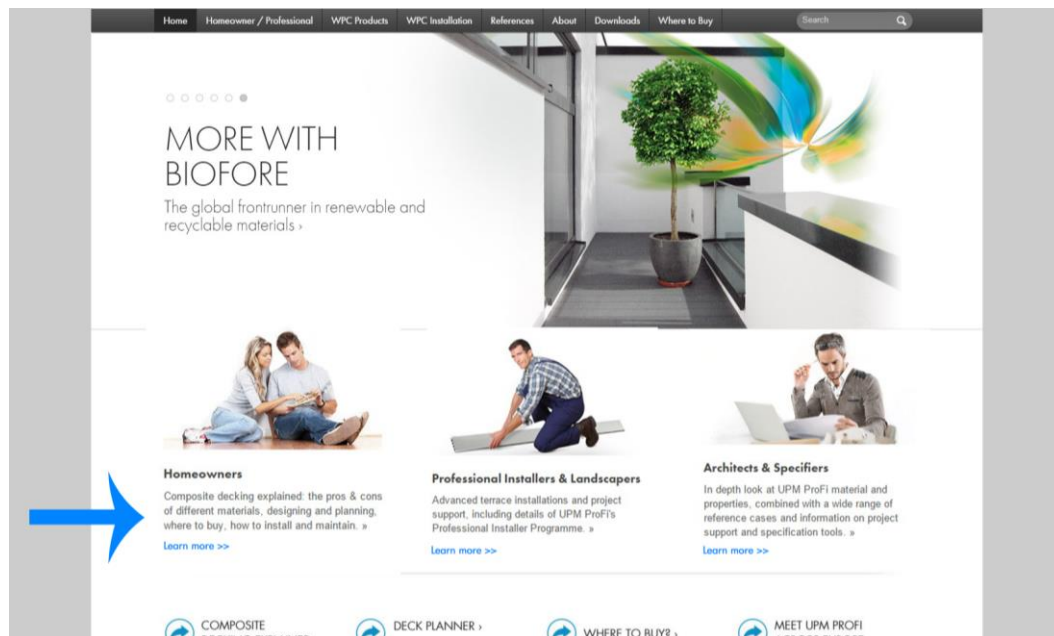 Home Homeowner / Professional WPC Products WPC Installation References About Downloads Where to Buy Search
MORE WITH
BIOFORE
The global frontrunner in renewable and
recyclable materials ›
Homeowners
Composite decking explained: the pros & cons
of different materials, designing and planning,
where to buy, how to install and maintain. »
Learn more >>
Professional Installers & Landscapers
Advanced terrace installations and project
support, including details of UPM ProFi's
Professional Installer Programme. »
Learn more >>
Architects & Specifiers
In depth look at UPM ProFi material and
properties, combined with a wide range of
reference cases and information on project
support and specification tools. »
Learn more >>
COMPOSITE
DECK PLANNER ›
WHERE TO BUY? ›
MEET UPM PROFI